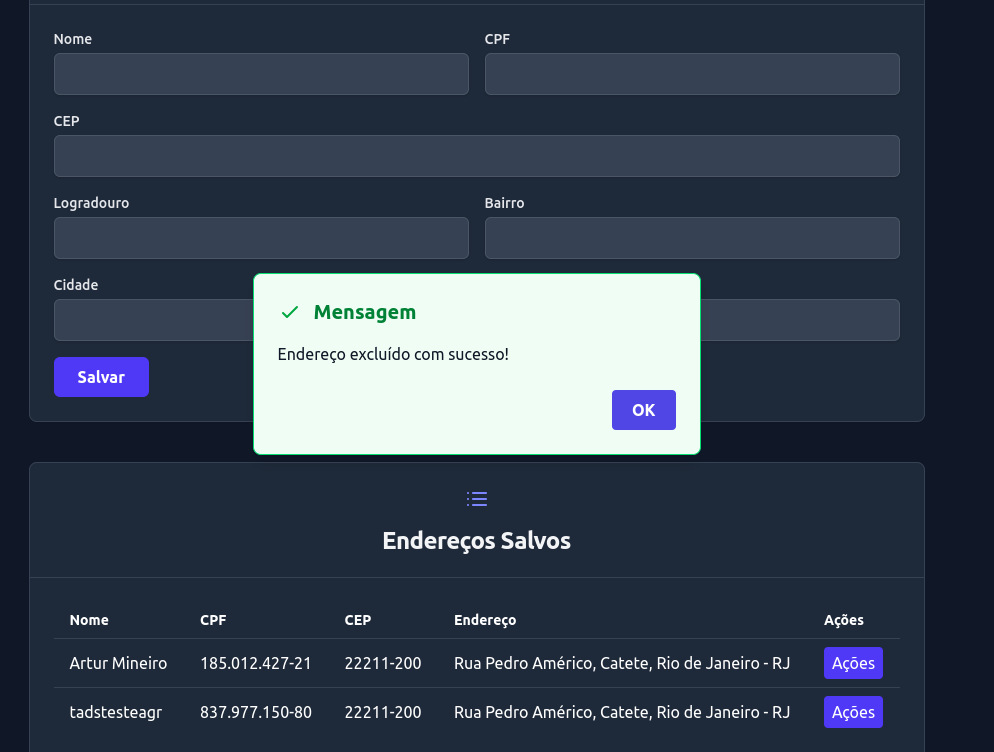 Nome CPF
CEP
Logradouro Bairro
Cidade
Mensagem
Endereço excluído com sucesso!
Salvar
OK
Endereços Salvos
Nome CPF CEP Endereço Ações
Artur Mineiro 185.012.427-21 22211-200 Rua Pedro Américo, Catete, Rio de Janeiro - RJ Ações
tadstesteagr 837.977.150-80 22211-200 Rua Pedro Américo, Catete, Rio de Janeiro - RJ Ações